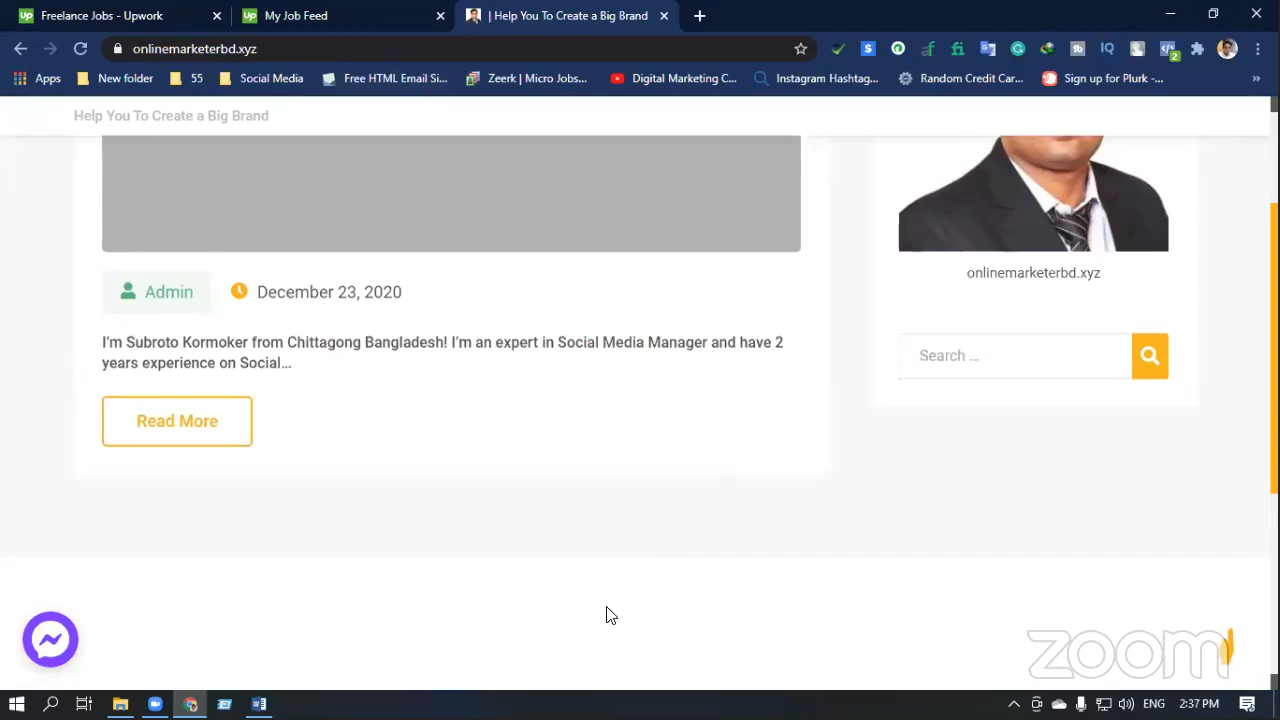 Up Freelance Jobs - Upwork
Up My Job Feed
| Help You To Create a Big Brand
onlinemarketerbd.xyz
Apps
New folder
55
Social Media
Free HTML Email Si...
Zeerk | Micro Jobs...
Digital Marketing C...
Instagram Hashtag...
Random Credit Car...
Sign up for Plurk -...
»
Help You To Create a Big Brand
onlinemarketerbd.xyz
Admin
December 23, 2020
I'm Subroto Kormoker from Chittagong Bangladesh! I'm an expert in Social Media Manager and have 2
years experience on Social...
Search ...
Read More
zoom
ENG
2:37 PM